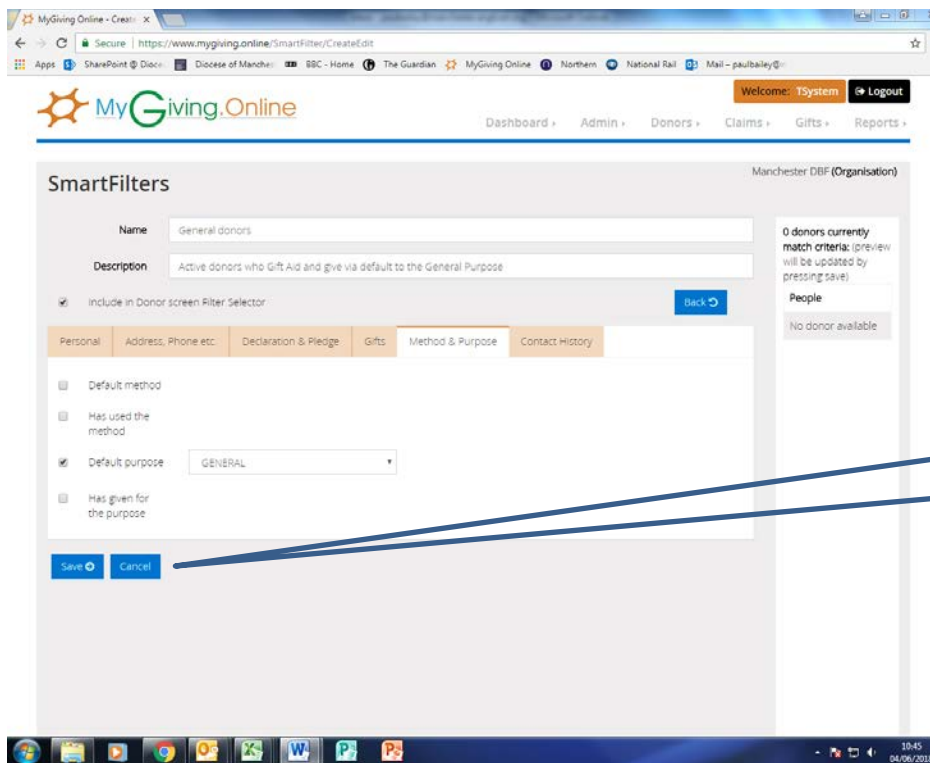 MyGiving Online - Create x
Secure | https://www.mygiving.online/SmartFilter/CreateEdit
Apps SharePoint @ Dioce Diocese of Manche: BBC - Home The Guardian MyGiving Online Northern National Rail Mail – paulbailey@
MyGiving.Online
Welcome: TSystem Logout
Dashboard Admin Donors Claims Gifts Reports
SmartFilters
Manchester DBF (Organisation)
Name General donors
Description Active donors who Gift Aid and give via default to the General Purpose
Include in Donor screen Filter Selector Back
0 donors currently
match criteria: (preview
will be updated by
pressing save)
People
No donor available
Personal Address, Phone etc. Declaration & Pledge Gifts Method & Purpose Contact History
Default method
Has used the
method
Default purpose GENERAL
Has given for
the purpose
Save Cancel
10:45